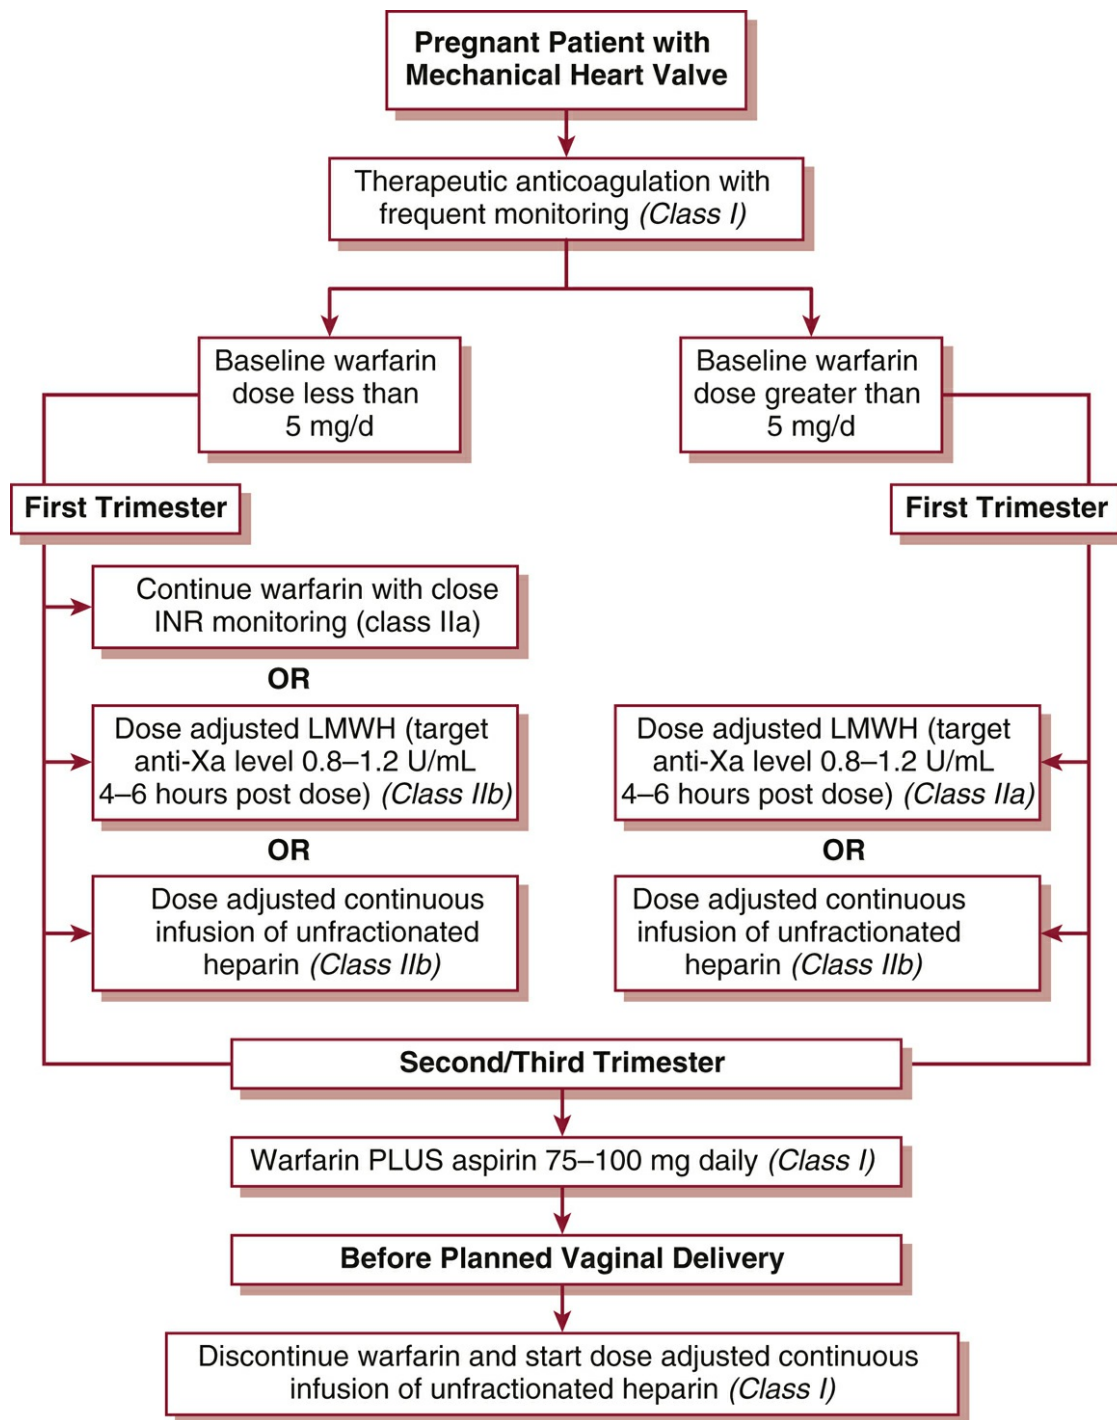 Pregnant Patient with
Mechanical Heart Valve
Therapeutic anticoagulation with
frequent monitoring (Class I)
Baseline warfarin
dose less than
5 mg/d
Baseline warfarin
dose greater than
5 mg/d
First Trimester
First Trimester
Continue warfarin with close
INR monitoring (class IIa)
OR
Dose adjusted LMWH (target
anti-Xa level 0.8–1.2 U/mL
4–6 hours post dose) (Class IIb)
OR
Dose adjusted continuous
infusion of unfractionated
heparin (Class IIb)
Dose adjusted LMWH (target
anti-Xa level 0.8–1.2 U/mL
4–6 hours post dose) (Class IIa)
OR
Dose adjusted continuous
infusion of unfractionated
heparin (Class IIb)
Second/Third Trimester
Warfarin PLUS aspirin 75–100 mg daily (Class I)
Before Planned Vaginal Delivery
Discontinue warfarin and start dose adjusted continuous
infusion of unfractionated heparin (Class I)